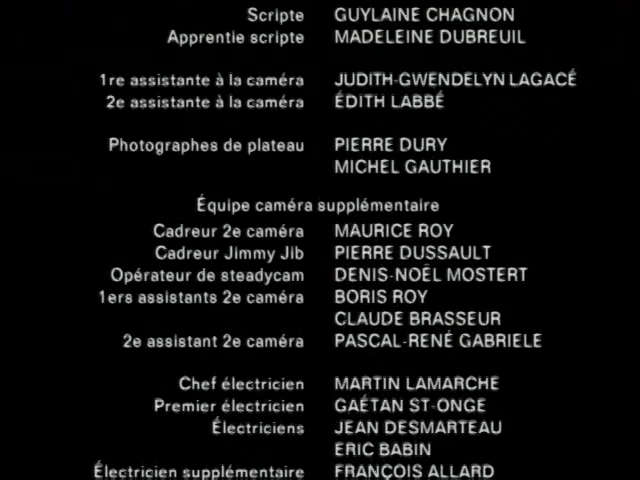 Scripte GUYLAINE CHAGNON
Apprentie scripte MADELEINE DUBREUIL
1re assistante à la caméra JUDITH-GWENDELYN LAGACÉ
2e assistante à la caméra ÉDITH LABBÉ
Photographes de plateau PIERRE DURY
MICHEL GAUTHIER
Équipe caméra supplémentaire
Cadreur 2e caméra MAURICE ROY
Cadreur Jimmy Jib PIERRE DUSSAULT
Opérateur de steadycam DENIS-NOËL MOSTERT
1ers assistants 2e caméra BORIS ROY
CLAUDE BRASSEUR
2e assistant 2e caméra PASCAL-RENÉ GABRIELE
Chef électricien MARTIN LAMARCHE
Premier électricien GAÉTAN ST-ONGE
Électriciens JEAN DESMARTEAU
ERIC BABIN
Électricien supplémentaire FRANÇOIS ALLARD